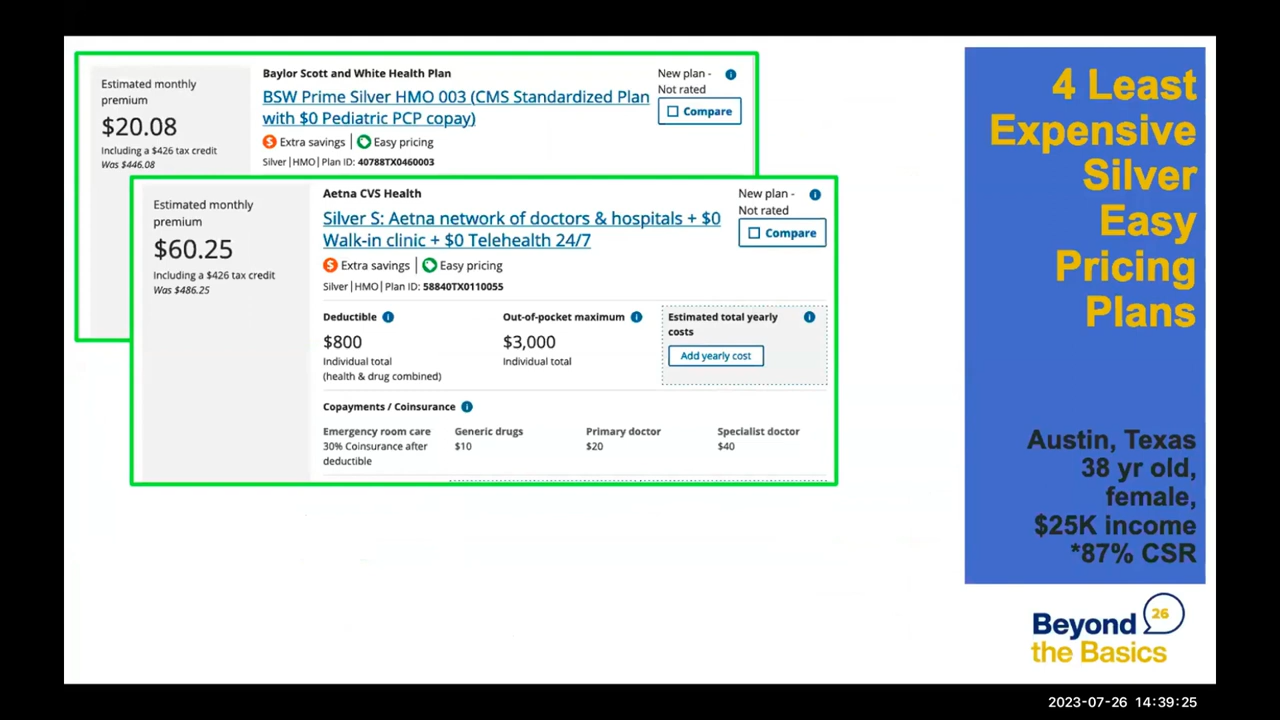 Estimated monthly
premium
$20.08
Including a $426 tax credit
Was $446.08
Baylor Scott and White Health Plan
BSW Prime Silver HMO 003 (CMS Standardized Plan
with $0 Pediatric PCP copay)
Extra savings | Easy pricing
Silver | HMO | Plan ID: 40788TX0460003
New plan -
Not rated
Compare
Estimated monthly
premium
$60.25
Including a $426 tax credit
Was $486.25
Aetna CVS Health
Silver S: Aetna network of doctors & hospitals + $0
Walk-in clinic + $0 Telehealth 24/7
Extra savings | Easy pricing
Silver | HMO | Plan ID: 58840TX0110055
New plan -
Not rated
Compare
Deductible
$800
Individual total
(health & drug combined)
Out-of-pocket maximum
$3,000
Individual total
Estimated total yearly
costs
Add yearly cost
Copayments / Coinsurance
Emergency room care
30% Coinsurance after
deductible
Generic drugs
$10
Primary doctor
$20
Specialist doctor
$40
4 Least
Expensive
Silver
Easy
Pricing
Plans
Austin, Texas
38 yr old,
female,
$25K income
*87% CSR
Beyond 26
the Basics
2023-07-26 14:39:25